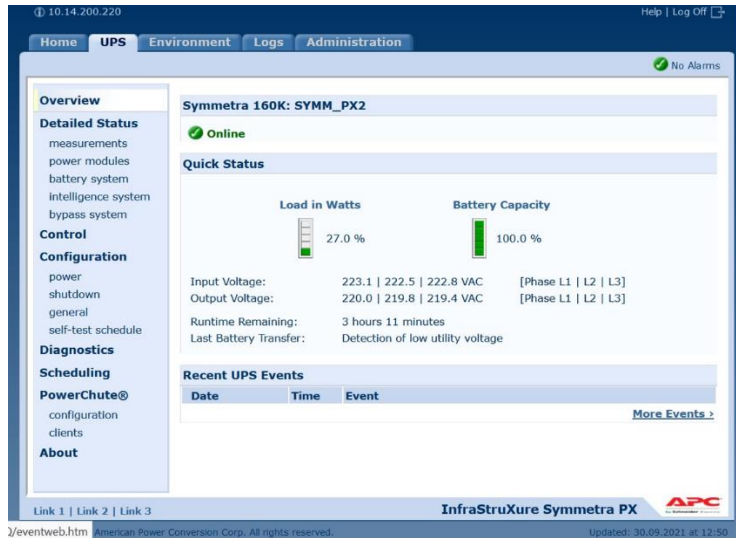 10.14.200.220
Help | Log Off
Home UPS Environment Logs Administration
No Alarms
Overview
Detailed Status
measurements
power modules
battery system
intelligence system
bypass system
Control
Configuration
power
shutdown
general
self-test schedule
Diagnostics
Scheduling
PowerChute®
configuration
clients
About
Symmetra 160K: SYMM_PX2
Online
Quick Status
Load in Watts Battery Capacity
27.0 % 100.0 %
Input Voltage: 223.1 | 222.5 | 222.8 VAC [Phase L1 | L2 | L3]
Output Voltage: 220.0 | 219.8 | 219.4 VAC [Phase L1 | L2 | L3]
Runtime Remaining: 3 hours 11 minutes
Last Battery Transfer: Detection of low utility voltage
Recent UPS Events
Date Time Event
More Events ›
Link 1 | Link 2 | Link 3
InfraStruXure Symmetra PX
APC
by Schneider Electric
/eventweb.htm American Power Conversion Corp. All rights reserved.
Updated: 30.09.2021 at 12:50